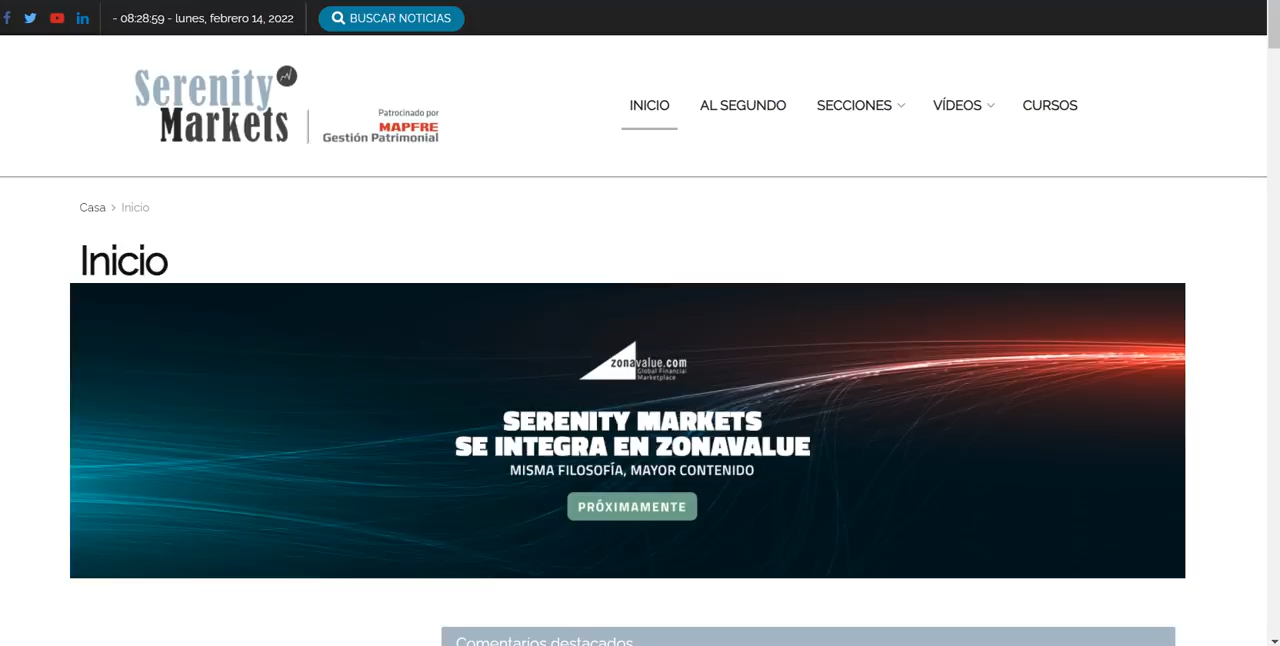 - 08:28:59 - lunes, febrero 14, 2022
BUSCAR NOTICIAS
Serenity
Markets
Patrocinado por
MAPFRE
Gestión Patrimonial
INICIO
AL SEGUNDO
SECCIONES
VÍDEOS
CURSOS
Casa > Inicio
Inicio
zonavalue.com
Global Financial
Marketplace
SERENITY MARKETS
SE INTEGRA EN ZONAVALUE
MISMA FILOSOFÍA, MAYOR CONTENIDO
PRÓXIMAMENTE
Comentarios destacados